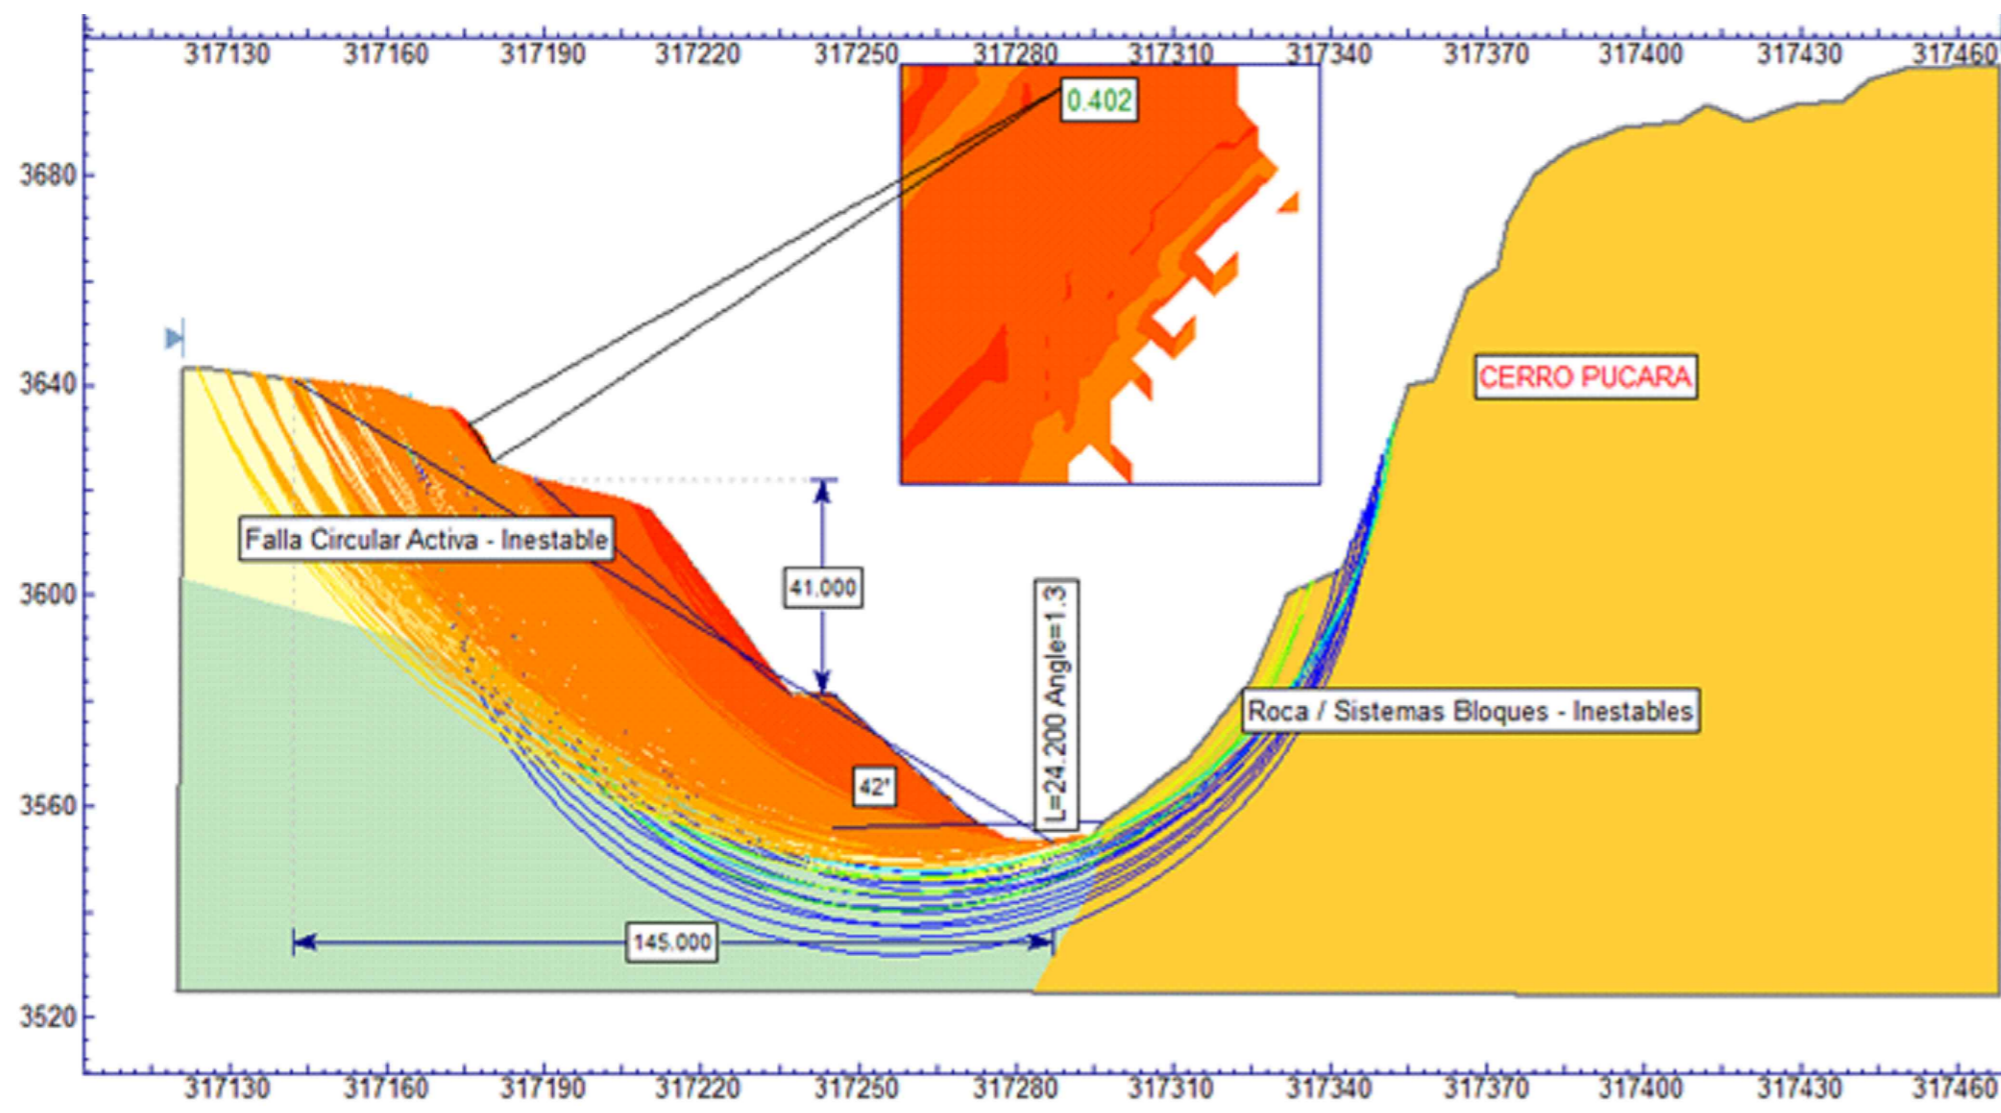 317130 317160 317190 317220 317250 317280 317310 317340 317370 317400 317430 317460
0.402
3680
CERRO PUCARA
3640
Falla Circular Activa - Inestable
41.000
3600
L=24.200 Angle=1.3
Roca / Sistemas Bloques - Inestables
42°
3560
145.000
3520
317130 317160 317190 317220 317250 317280 317310 317340 317370 317400 317430 317460